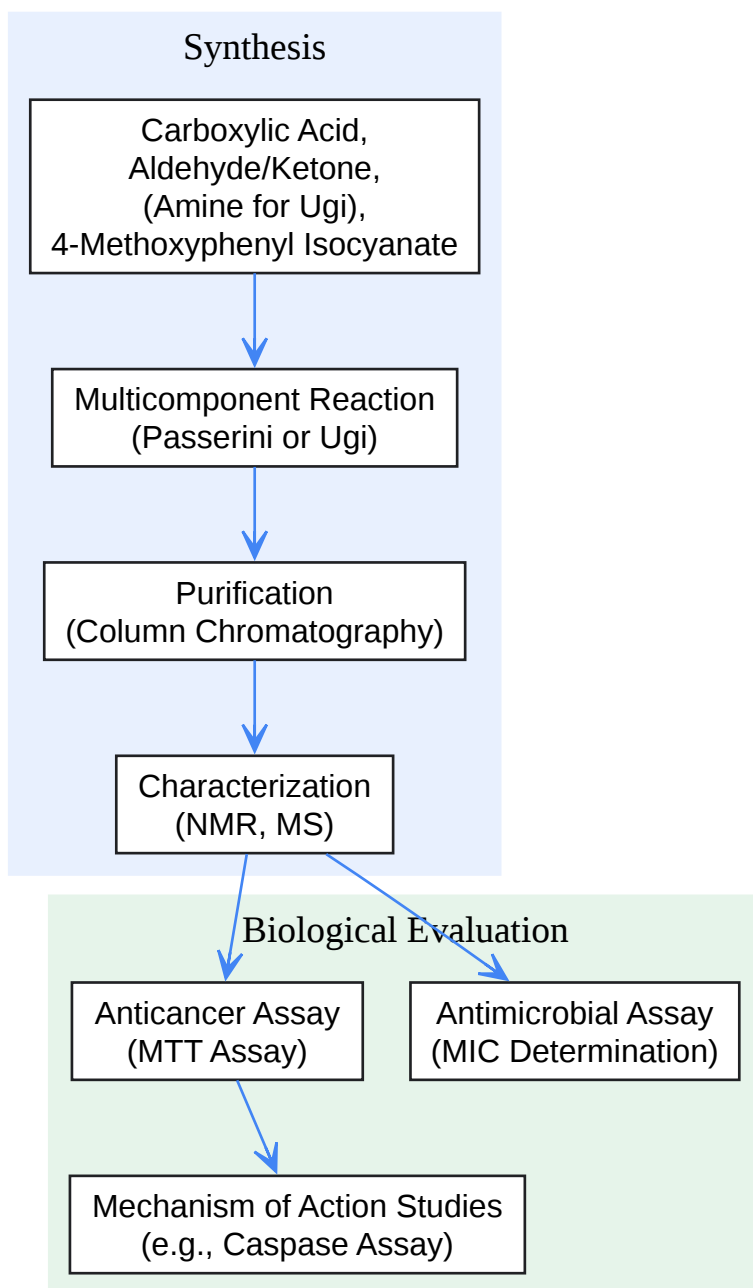 Synthesis
Carboxylic Acid,
Aldehyde/Ketone,
(Amine for Ugi),
4-Methoxyphenyl Isocyanate
Multicomponent Reaction
(Passerini or Ugi)
Purification
(Column Chromatography)
Characterization
(NMR, MS)
Biological Evaluation
Anticancer Assay
(MTT Assay)
Antimicrobial Assay
(MIC Determination)
Mechanism of Action Studies
(e.g., Caspase Assay)